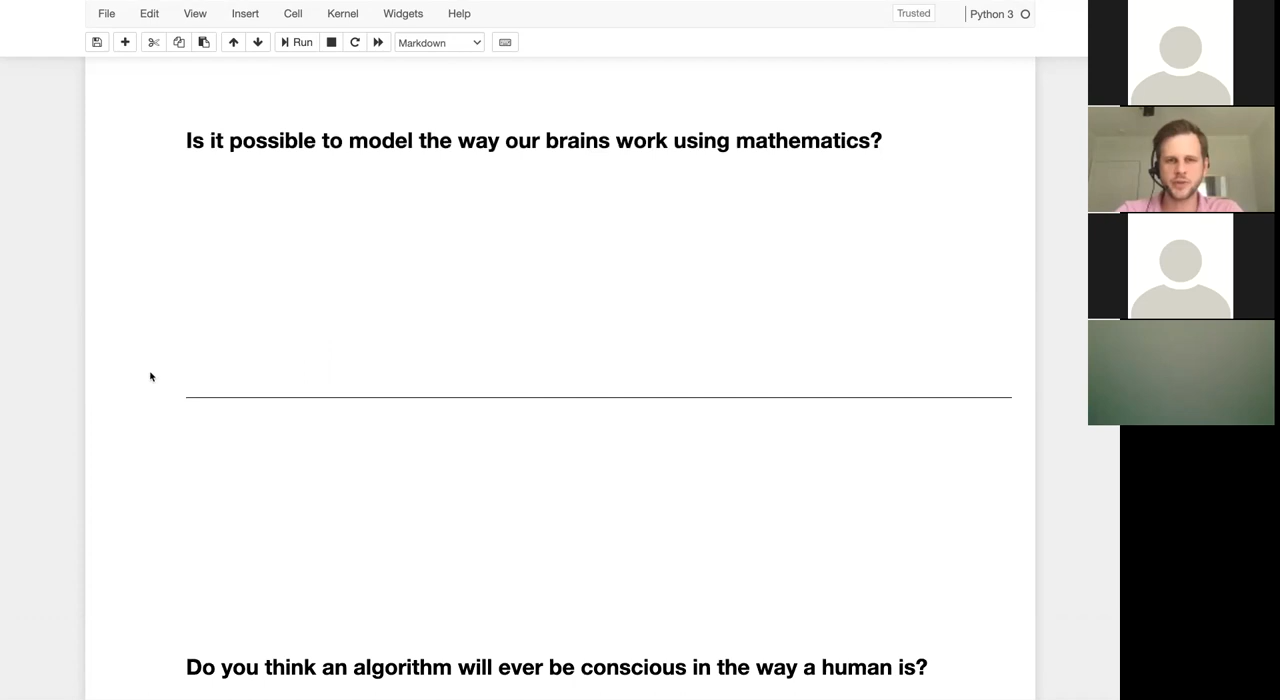 File Edit View Insert Cell Kernel Widgets Help Trusted Python 3
Run Markdown
Is it possible to model the way our brains work using mathematics?
Do you think an algorithm will ever be conscious in the way a human is?